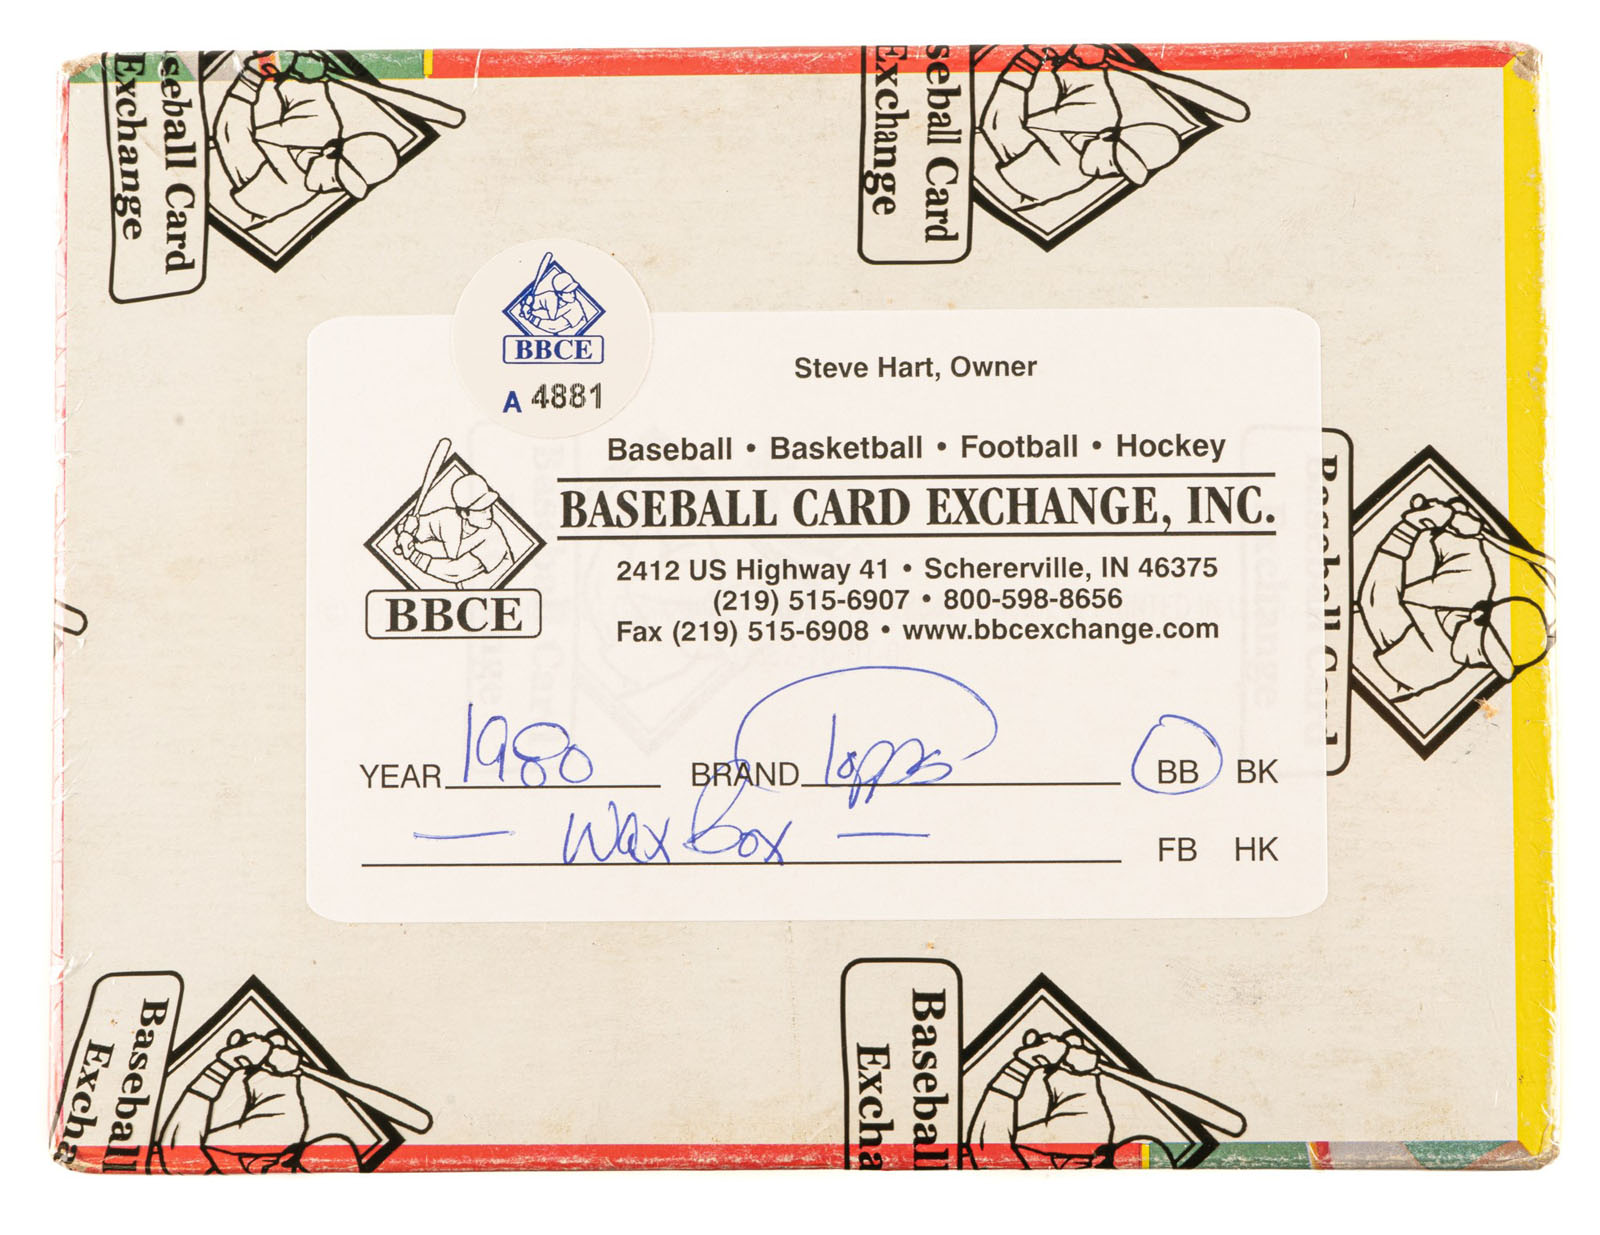 seball Card
Exchange
seball Card
Exchange
BBCE
A 4881
Steve Hart, Owner
Baseball • Basketball • Football • Hockey
BASEBALL CARD EXCHANGE, INC.
2412 US Highway 41 • Schererville, IN 46375
(219) 515-6907 • 800-598-8656
Fax (219) 515-6908 • www.bbcexchange.com
BBCE
Baseball Card
YEAR 1980 BRAND Topps BB BK
— Wax Box — FB HK
Baseball
Excha
Baseball
Excha